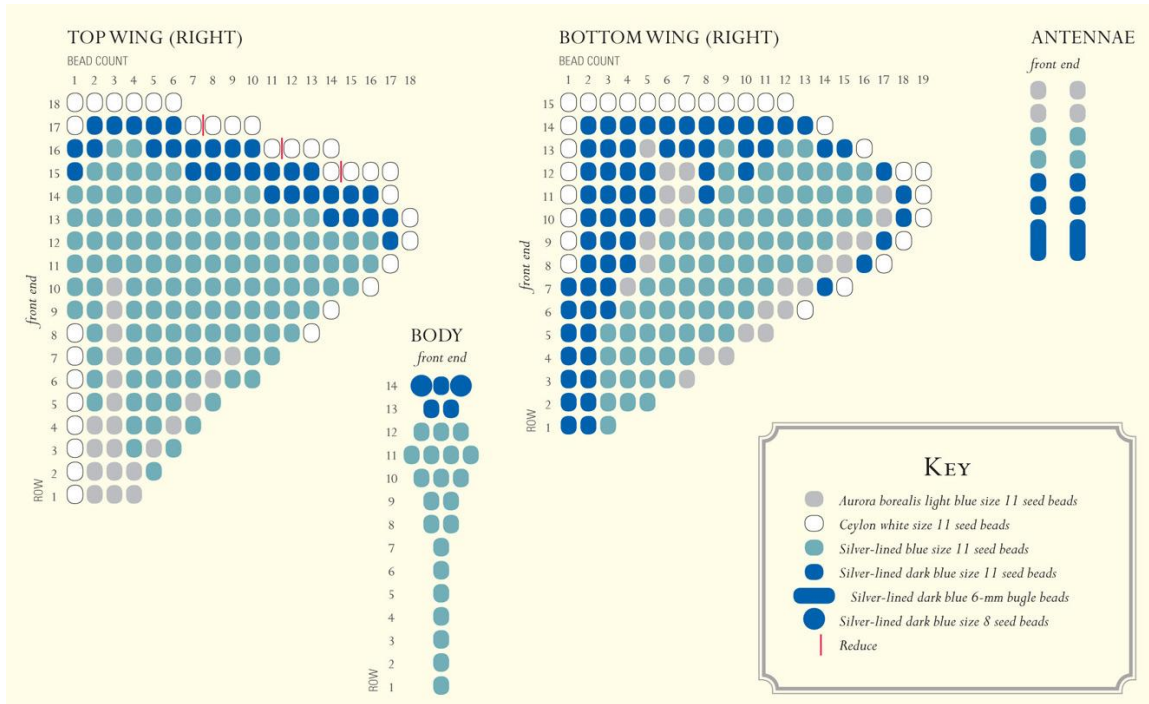 TOP WING (RIGHT)
BEAD COUNT
1 2 3 4 5 6 7 8 9 10 11 12 13 14 15 16 17 18
18
17
16
15
14
13
12
11
10
9
8
7
6
5
4
3
2
1
front end
ROW
BODY
front end
14
13
12
11
10
9
8
7
6
5
4
3
2
1
ROW
BOTTOM WING (RIGHT)
BEAD COUNT
1 2 3 4 5 6 7 8 9 10 11 12 13 14 15 16 17 18 19
15
14
13
12
11
10
9
8
7
6
5
4
3
2
1
front end
ROW
ANTENNAE
front end
KEY
Aurora borealis light blue size 11 seed beads
Ceylon white size 11 seed beads
Silver-lined blue size 11 seed beads
Silver-lined dark blue size 11 seed beads
Silver-lined dark blue 6-mm bugle beads
Silver-lined dark blue size 8 seed beads
Reduce